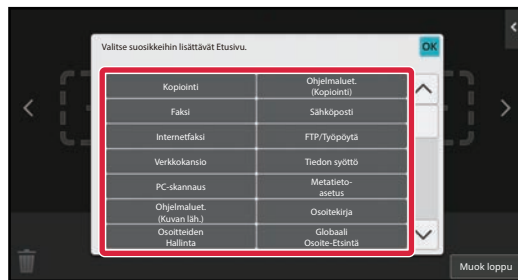 Valitse suosikkeihin lisättävät Etusivu.
OK
Kopiointi
Ohjelmaluet.
(Kopiointi)
Faksi
Sähköposti
Internetfaksi
FTP/Työpöytä
Verkkokansio
Tiedon syöttö
PC-skannaus
Metatieto-
asetus
Ohjelmaluet.
(Kuvan läh.)
Osoitekirja
Osoitteiden
Hallinta
Globaali
Osoite-Etsintä
Muok loppu